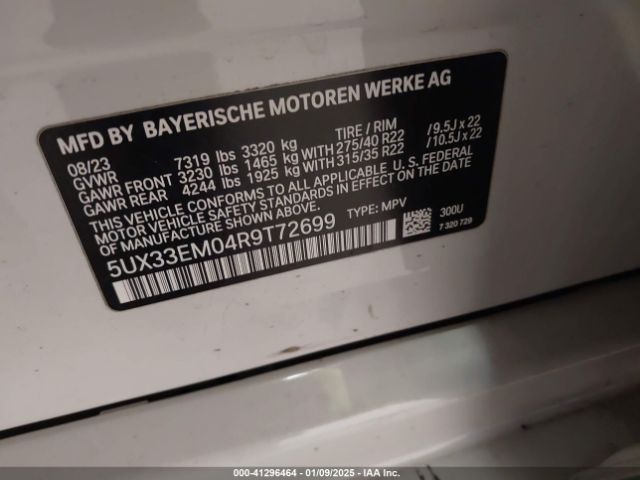 MFD BY BAYERISCHE MOTOREN WERKE AG
08/23 TIRE / RIM
GVWR 7319 lbs 3320 kg
GAWR FRONT 3230 lbs 1465 kg WITH 275/40 R22 /9.5J x 22
GAWR REAR 4244 lbs 1925 kg WITH 315/35 R22 /10.5J x 22
THIS VEHICLE CONFORMS TO ALL APPLICABLE U.S. FEDERAL
MOTOR VEHICLE SAFETY STANDARDS IN EFFECT ON THE DATE
OF MANUFACTURE SHOWN ABOVE.
5UX33EM04R9T72699 TYPE: MPV 300U
7 320 729
000-41296464 - 01/09/2025 - IAAI Corporate